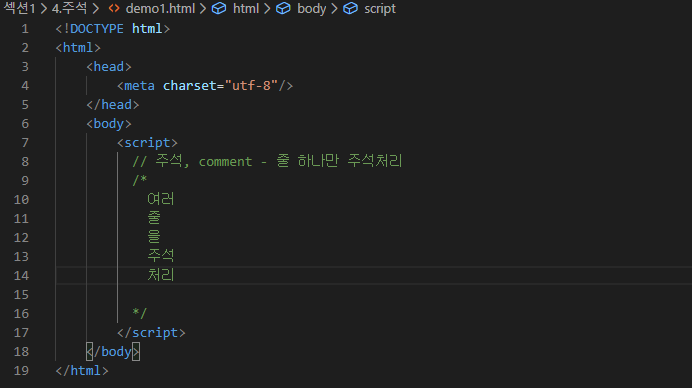 섹션1 > 4.주석 > demo1.html > html > body > script
1 <!DOCTYPE html>
2 <html>
3 <head>
4 <meta charset="utf-8"/>
5 </head>
6 <body>
7 <script>
8 // 주석, comment - 줄 하나만 주석처리
9 /*
10 여러
11 줄
12 을
13 주석
14 처리
15
16 */
17 </script>
18 </body>
19 </html>